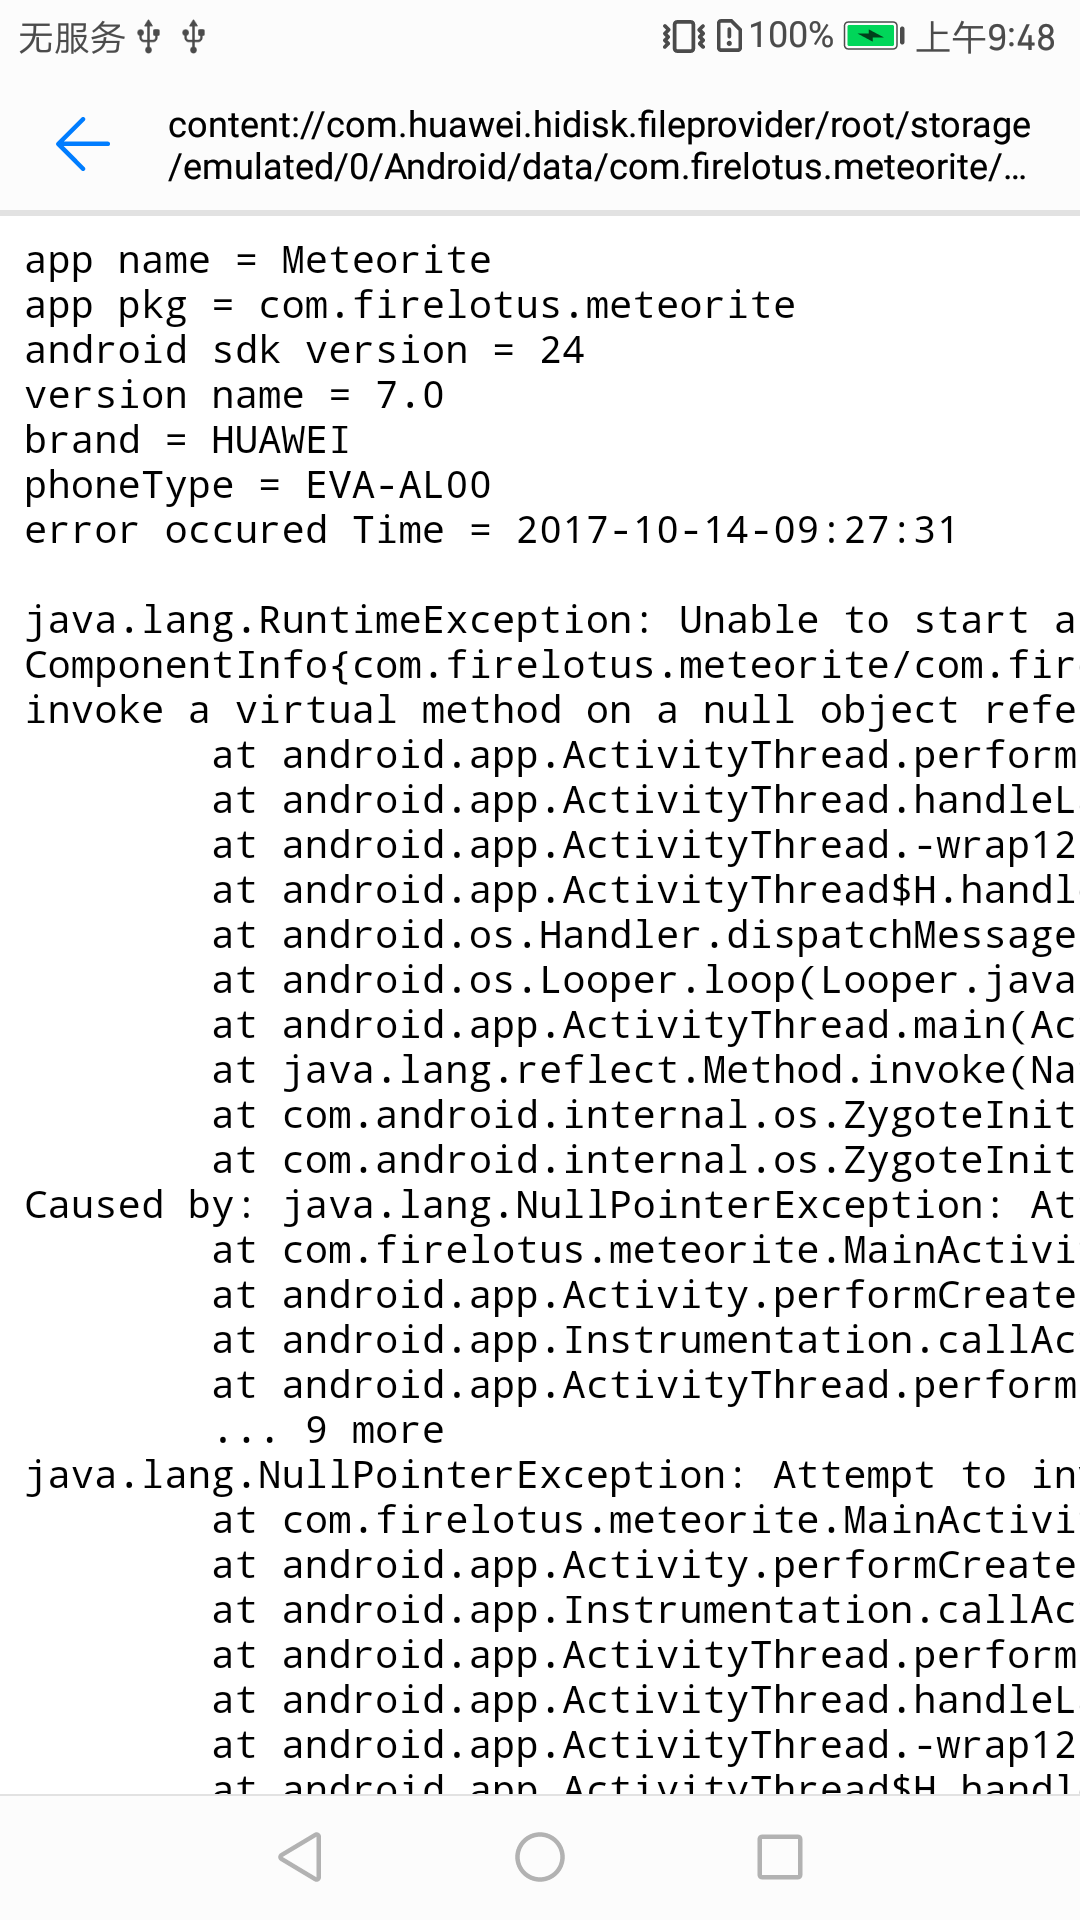 无服务 100% 上午9:48
content://com.huawei.hidisk.fileprovider/root/storage
/emulated/0/Android/data/com.firelotus.meteorite/…
app name = Meteorite
app pkg = com.firelotus.meteorite
android sdk version = 24
version name = 7.0
brand = HUAWEI
phoneType = EVA-AL00
error occured Time = 2017-10-14-09:27:31
java.lang.RuntimeException: Unable to start a
ComponentInfo{com.firelotus.meteorite/com.fir
invoke a virtual method on a null object refe
at android.app.ActivityThread.perform
at android.app.ActivityThread.handleL
at android.app.ActivityThread.-wrap12
at android.app.ActivityThread$H.handl
at android.os.Handler.dispatchMessage
at android.os.Looper.loop(Looper.java
at android.app.ActivityThread.main(Ac
at java.lang.reflect.Method.invoke(Na
at com.android.internal.os.ZygoteInit
at com.android.internal.os.ZygoteInit
Caused by: java.lang.NullPointerException: At
at com.firelotus.meteorite.MainActivi
at android.app.Activity.performCreate
at android.app.Instrumentation.callAc
at android.app.ActivityThread.perform
... 9 more
java.lang.NullPointerException: Attempt to inv
at com.firelotus.meteorite.MainActivi
at android.app.Activity.performCreate
at android.app.Instrumentation.callAc
at android.app.ActivityThread.perform
at android.app.ActivityThread.handleL
at android.app.ActivityThread.-wrap12
at android.app.ActivityThread$H.handl